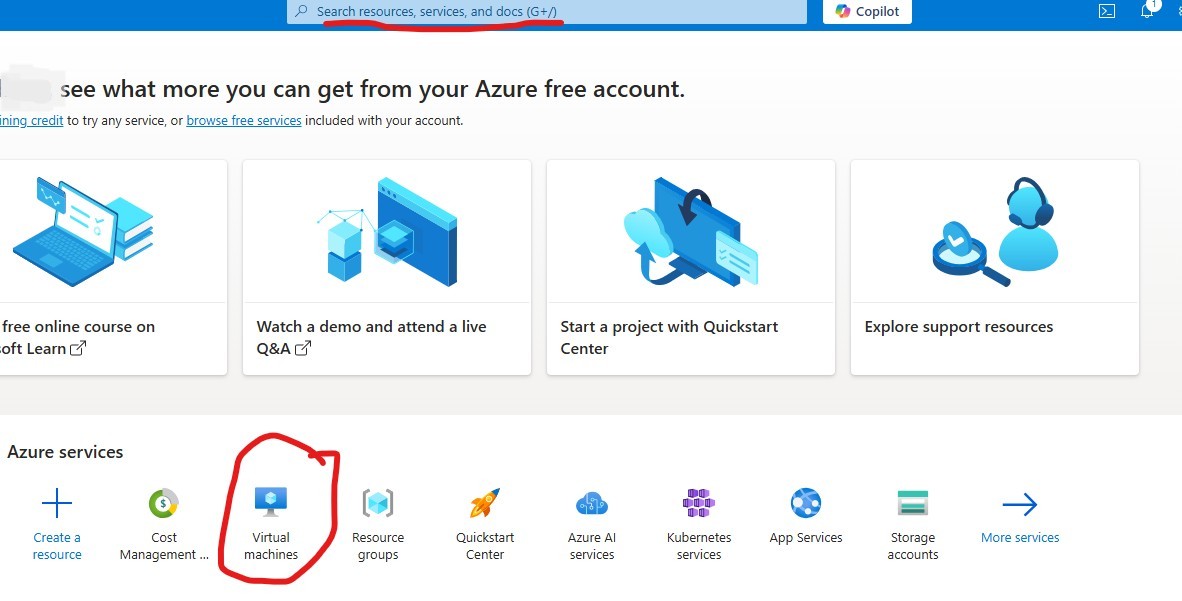 Search resources, services, and docs (G+/)
Copilot
1
see what more you can get from your Azure free account.
ining credit to try any service, or browse free services included with your account.
free online course on
soft Learn
Watch a demo and attend a live
Q&A
Start a project with Quickstart
Center
Explore support resources
Azure services
Create a
resource
Cost
Management ...
Virtual
machines
Resource
groups
Quickstart
Center
Azure AI
services
Kubernetes
services
App Services
Storage
accounts
More services